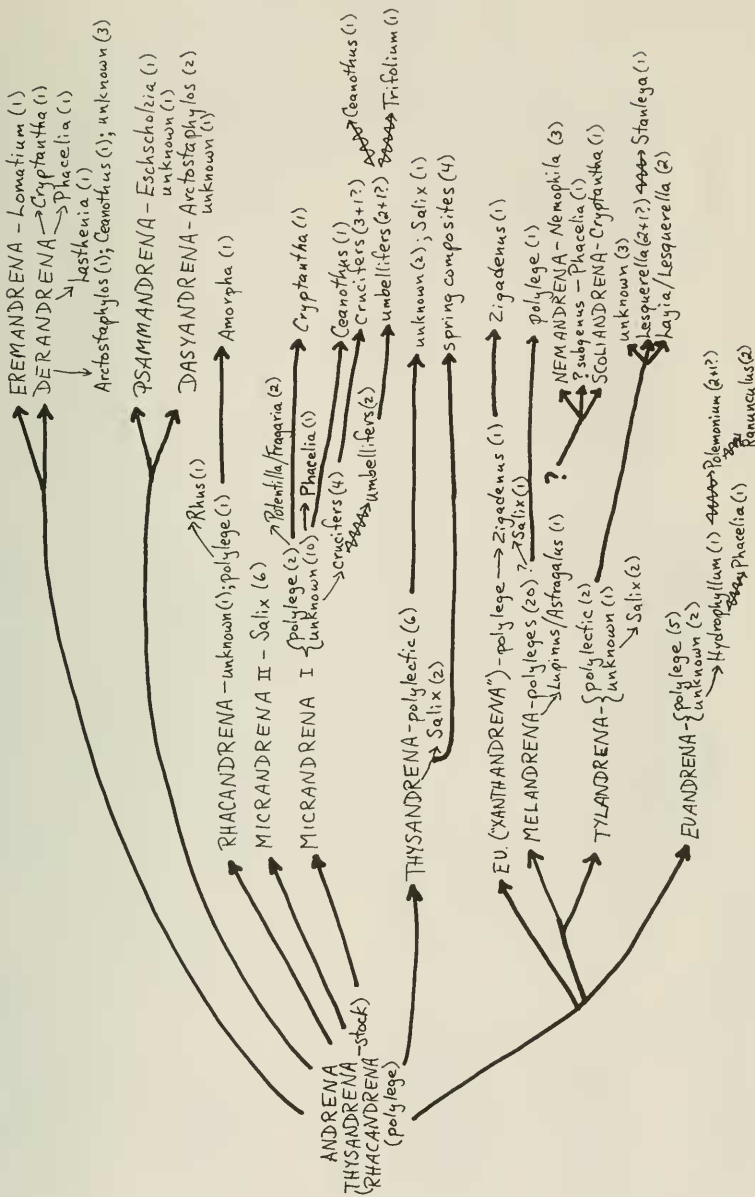 EREMANDRENA - Lomatium (1)
DERANDRENA → Cryptantha (1)
Phacelia (1)
Lasthenia (1)
Arctostaphylos (1); Ceanothus (1); unknown (3)
PSAMMANDRENA - Eschscholzia (1)
unknown (1)
DASYANDRENA - Arctostaphylos (2)
unknown (1)
Rhus (1)
RHACANDRENA - unknown (1); polylege (1)
Amorpha (1)
MICRANDRENA II - Salix (6)
Potentilla/Fragaria (2)
MICRANDRENA I { polylege (2)
unknown (10)
Cryptantha (1)
Phacelia (1)
Ceanothus (1)
crucifers (4)
Crucifers (3+1?)
Ceanothus (1)
Umbellifers (2)
umbellifers (2+1?)
Trifolium (1)
ANDRENA
THYSANDRENA
(RHACANDRENA - stock)
(polylege)
THYSANDRENA - polylectic (6)
Salix (2)
unknown (2); Salix (1)
spring composites (4)
EU. ("XANTHANDRENA") - polylege → Zigadenus (1)
Zigadenus (1)
MELANDRENA - polyleges (20)
? Salix (1)
Lupinus/Astragalus (1)
polylege (1)
?
NEMANDRENA - Nemophila (3)
? subgenus - Phacelia (1)
SCOLIANDRENA - Cryptantha (1)
TYLANDRENA - { polylectic (2)
unknown (1)
Salix (2)
unknown (3)
Lesquerella (2+1?)
Stanleya (1)
Layia/Lesquerella (2)
EUANDRENA - { polylege (5)
unknown (2)
Hydrophyllum (1)
Polemonium (2+1?)
Phacelia (1)
Ranunculus (2)